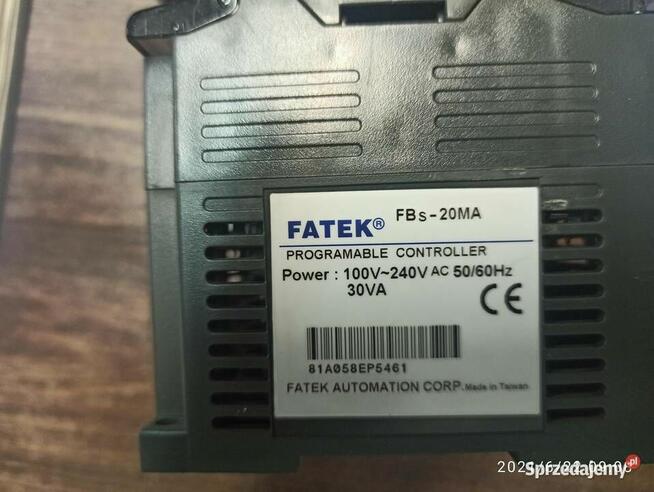 FATEK® FBs-20MA
PROGRAMABLE CONTROLLER
Power : 100V~240V AC 50/60Hz
30VA
CE
81A058EP5461
FATEK AUTOMATION CORP. Made in Taiwan
Sprzedajemy.pl